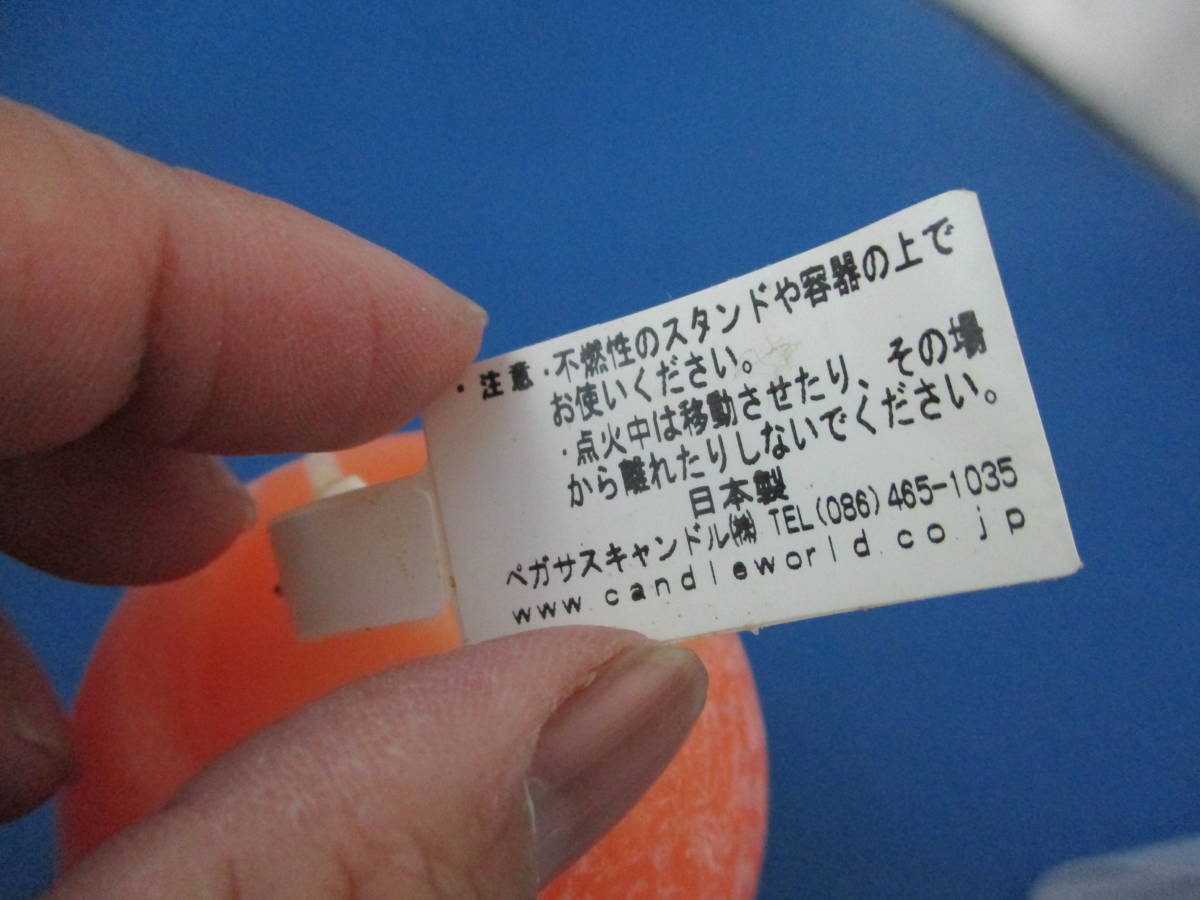 ・注意・不燃性のスタンドや容器の上で
お使いください。
・点火中は移動させたり、その場
から離れたりしないでください。
日本製
ペガサスキャンドル㈱ TEL(086)465-1035
www.candleworld.co.jp